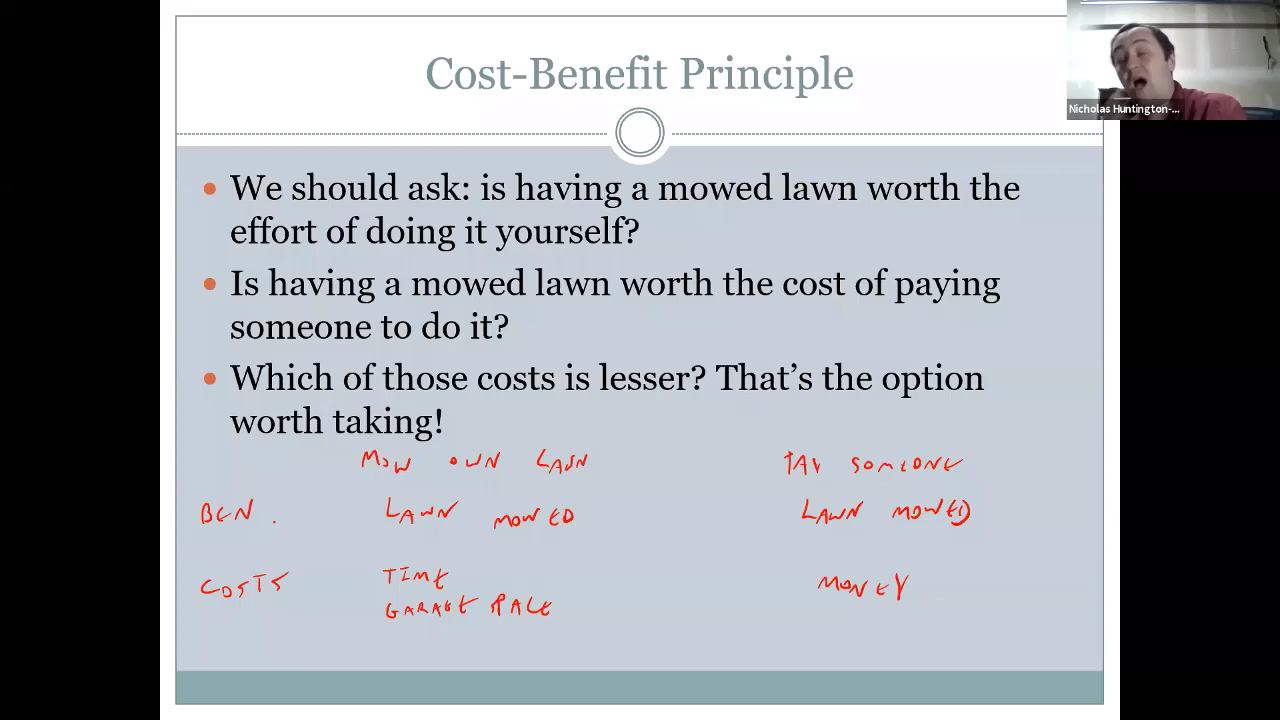 Cost-Benefit Principle
Nicholas Huntington-...
• We should ask: is having a mowed lawn worth the
effort of doing it yourself?
• Is having a mowed lawn worth the cost of paying
someone to do it?
• Which of those costs is lesser? That’s the option
worth taking!
MOW OWN LAWN PAY SOMEONE
BEN. LAWN MOWED LAWN MOWED
COSTS TIME MONEY
GARAGE SALE